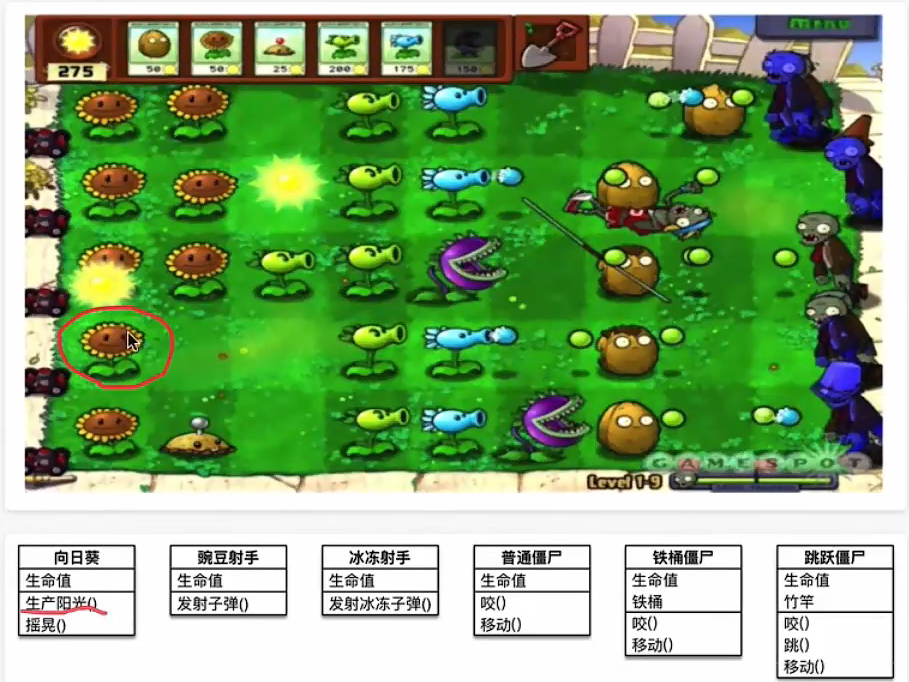 Menu
275
50
50
25
200
175
150
GAMESPOT
Level 1-9
向日葵
生命值
生产阳光()
摇晃()
豌豆射手
生命值
发射子弹()
冰冻射手
生命值
发射冰冻子弹()
普通僵尸
生命值
咬()
移动()
铁桶僵尸
生命值
铁桶
咬()
移动()
跳跃僵尸
生命值
竹竿
咬()
跳()
移动()